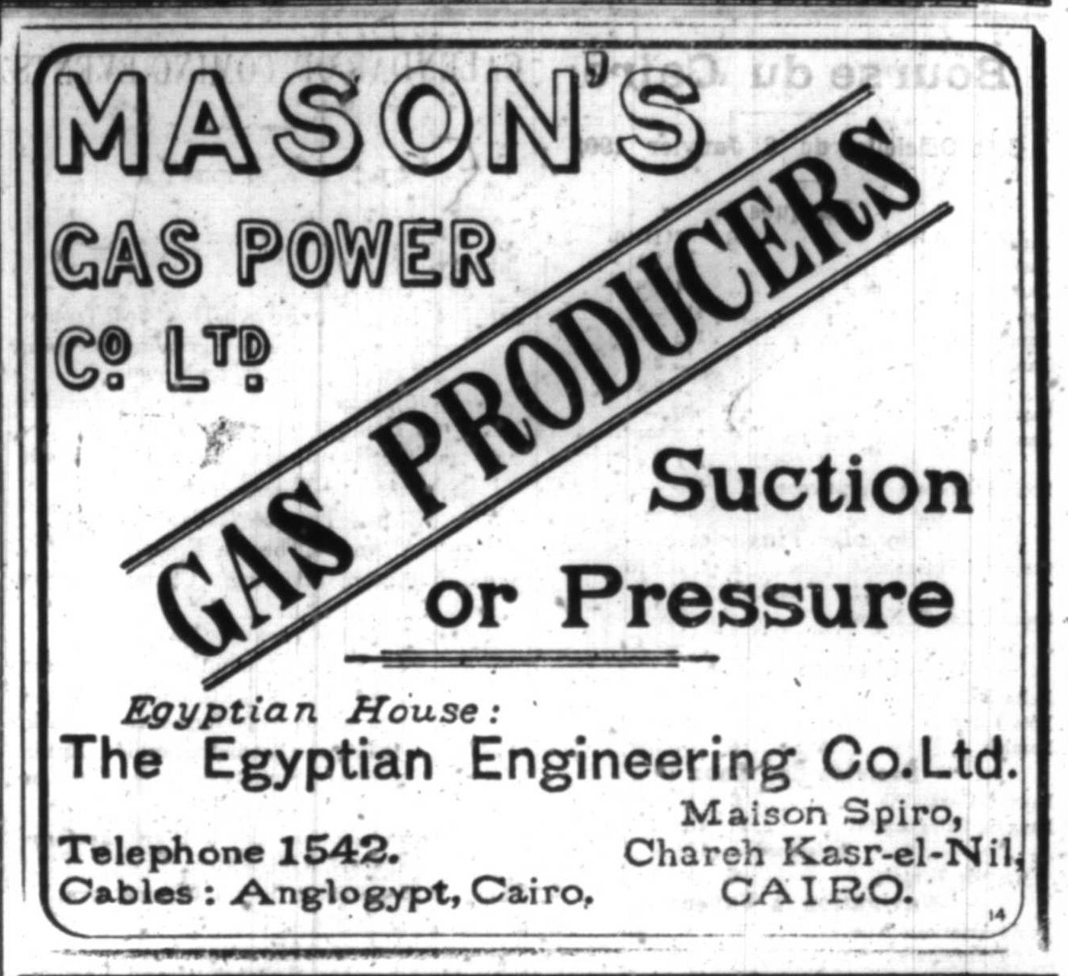 MASON'S
GAS POWER
Co. LTD.
GAS PRODUCERS
Suction
or Pressure
Egyptian House:
The Egyptian Engineering Co. Ltd.
Maison Spiro,
Telephone 1542.
Chareh Kasr-el-Nil,
Cables: Anglogypt, Cairo,
CAIRO.
14